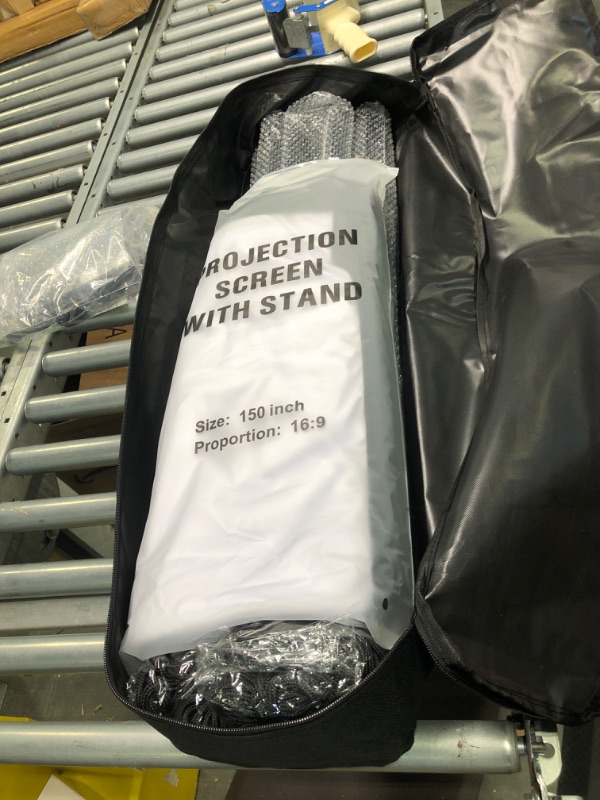 PROJECTION
SCREEN
WITH STAND
Size: 150 inch
Proportion: 16:9